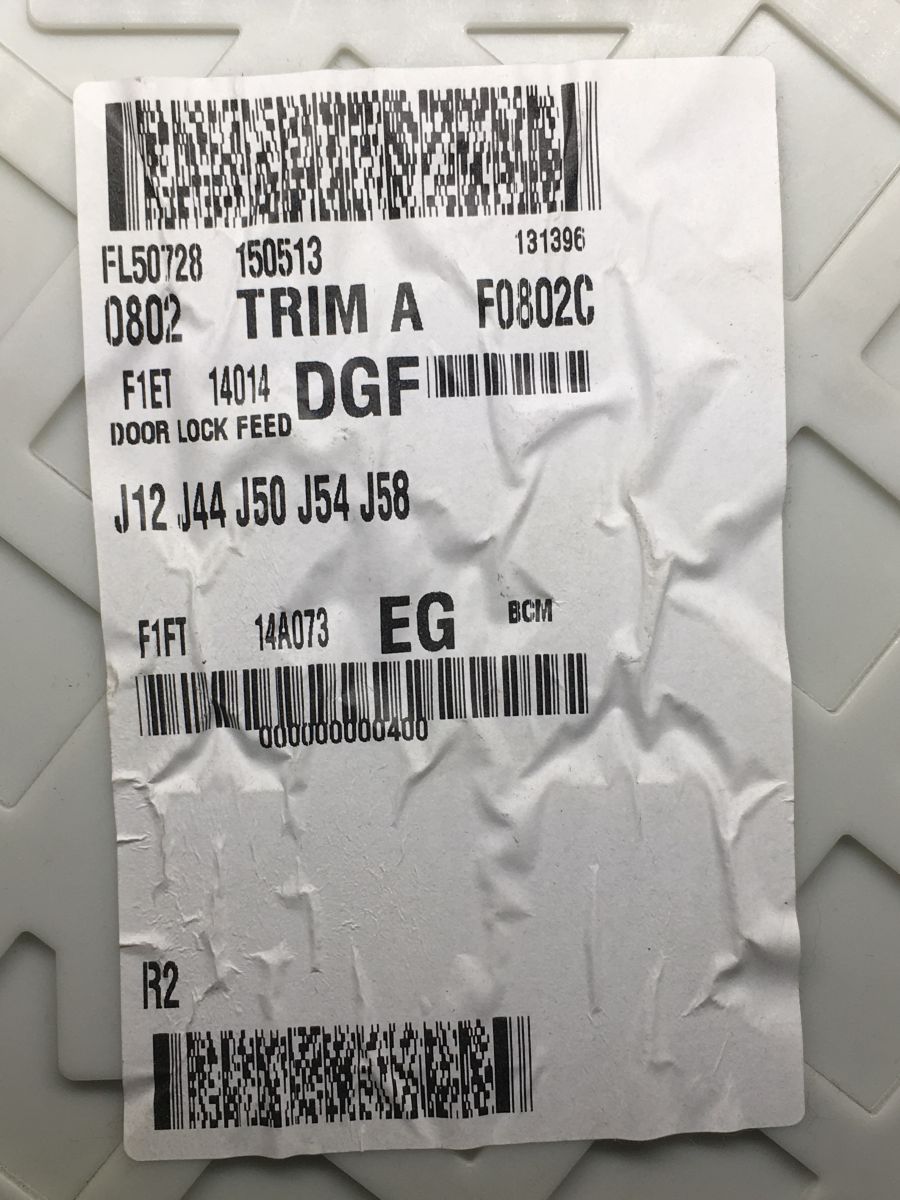 FL50728 150513 131396
0802 TRIM A F0802C
F1ET 14014 DGF
DOOR LOCK FEED
J12 J44 J50 J54 J58
F1FT 14A073 EG BCM
000000000400
R2